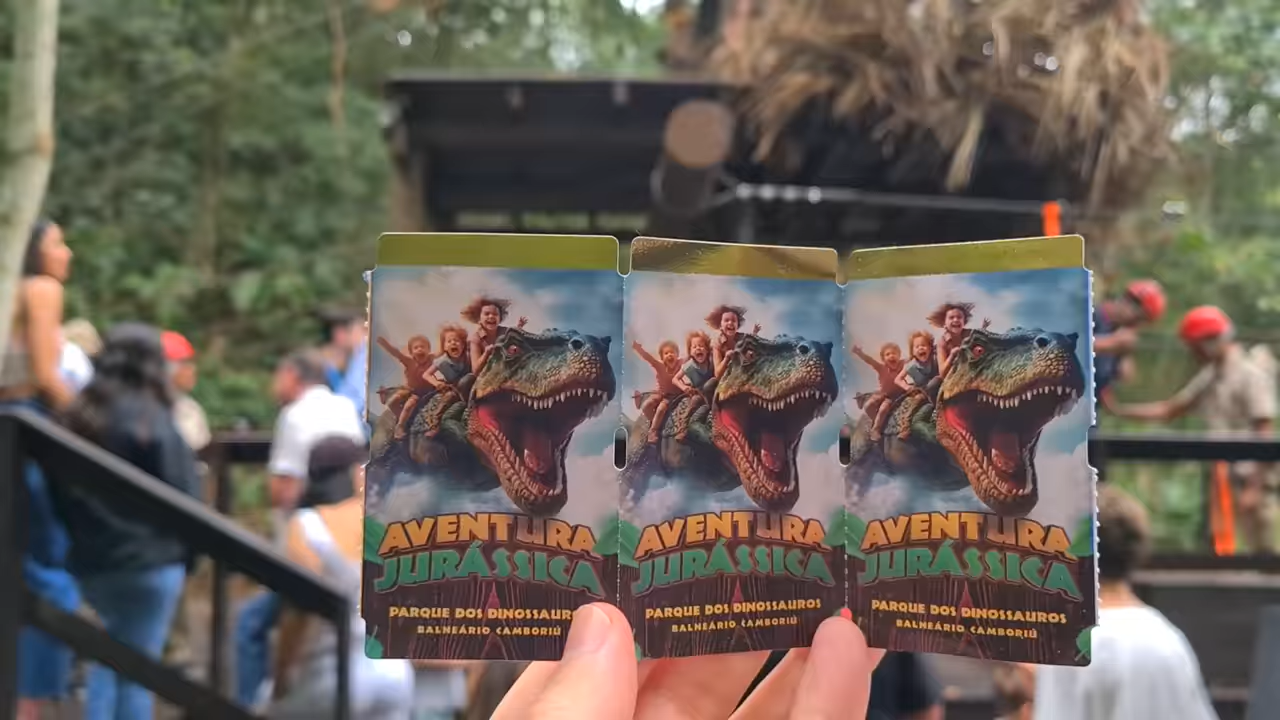 AVENTURA
JURÁSSICA
PARQUE DOS DINOSSAUROS
BALNEÁRIO CAMBORIÚ
AVENTURA
JURÁSSICA
PARQUE DOS DINOSSAUROS
BALNEÁRIO CAMBORIÚ
AVENTURA
JURÁSSICA
PARQUE DOS DINOSSAUROS
BALNEÁRIO CAMBORIÚ